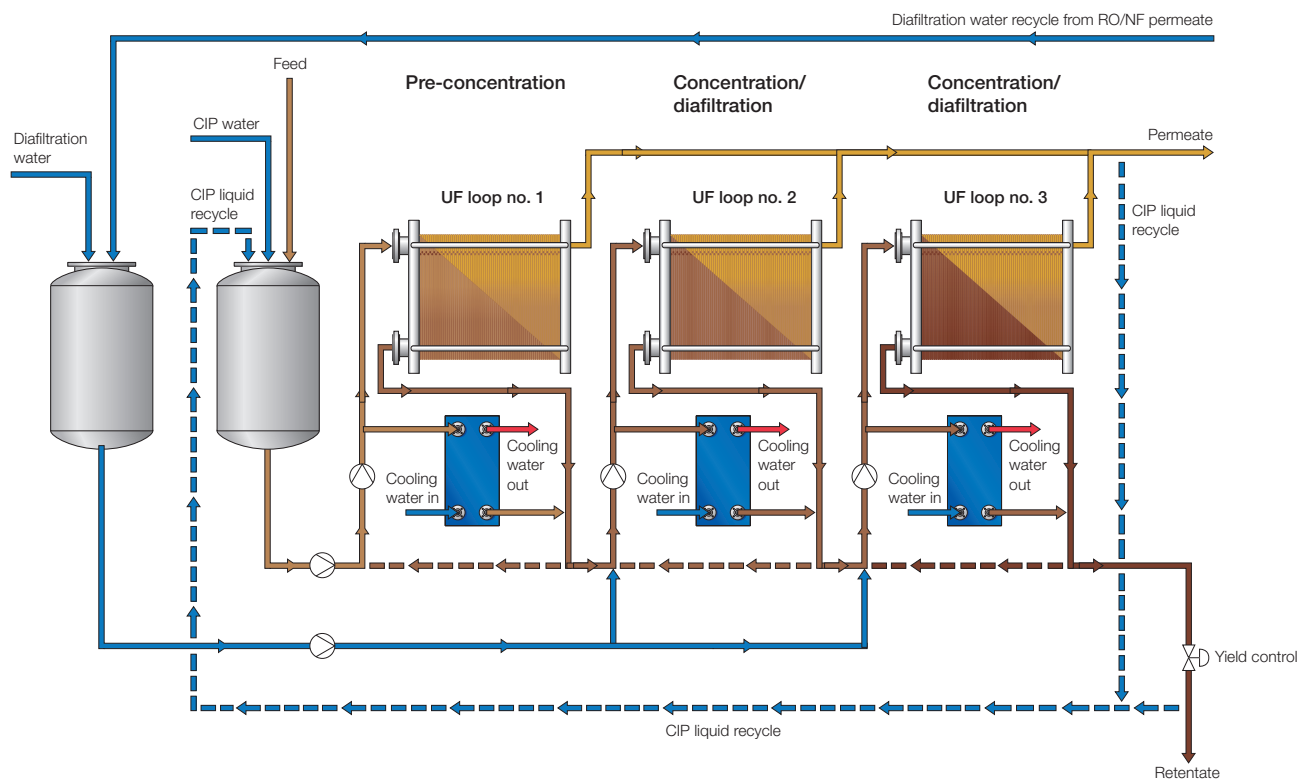 Diafiltration water recycle from RO/NF permeate
Feed
Pre-concentration
Concentration/
diafiltration
Concentration/
diafiltration
CIP water
Diafiltration
water
Permeate
CIP liquid
recycle
UF loop no. 1
UF loop no. 2
UF loop no. 3
CIP liquid
recycle
Cooling
water
out
Cooling
water in
Cooling
water
out
Cooling
water in
Cooling
water
out
Cooling
water in
Yield control
CIP liquid recycle
Retentate